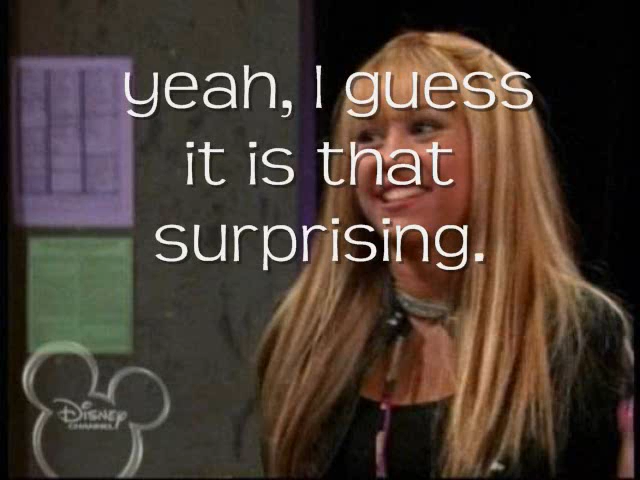 yeah, I guess
it is that
surprising.
Disney
CHANNEL